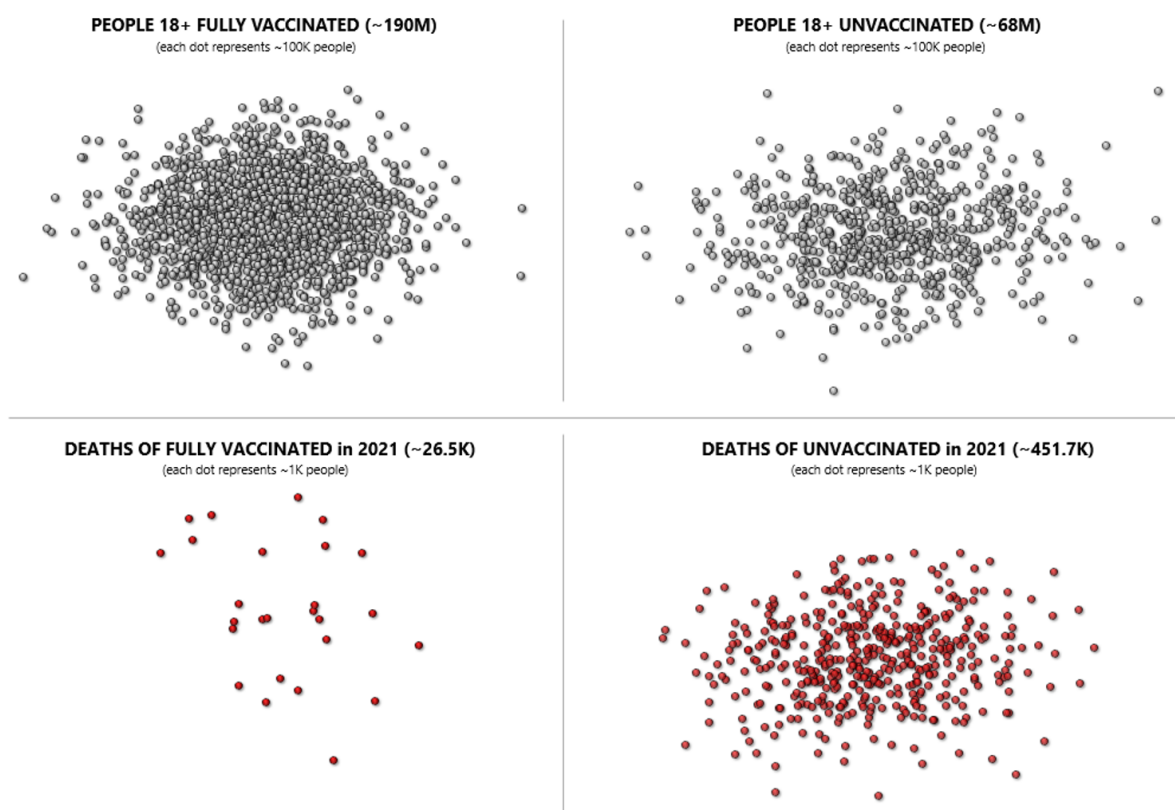 PEOPLE 18+ FULLY VACCINATED (~190M)
(each dot represents ~100K people)
PEOPLE 18+ UNVACCINATED (~68M)
(each dot represents ~100K people)
DEATHS OF FULLY VACCINATED in 2021 (~26.5K)
(each dot represents ~1K people)
DEATHS OF UNVACCINATED in 2021 (~451.7K)
(each dot represents ~1K people)